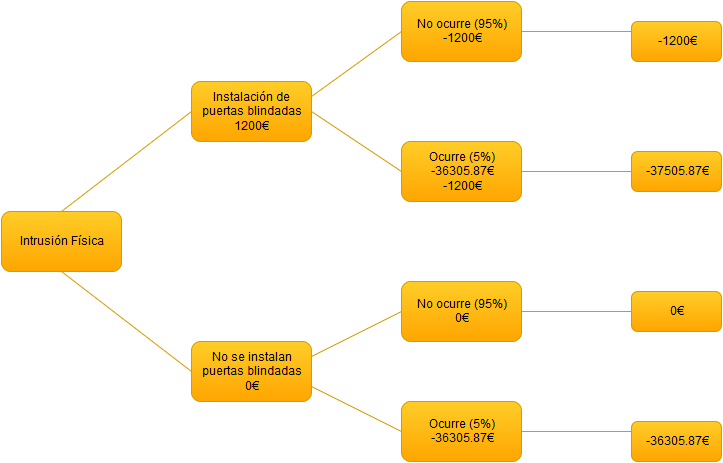 No ocurre (95%)
-1200€
-1200€
Instalación de
puertas blindadas
1200€
Ocurre (5%)
-36305.87€
-1200€
-37505.87€
Intrusión Física
No ocurre (95%)
0€
0€
No se instalan
puertas blindadas
0€
Ocurre (5%)
-36305.87€
-36305.87€